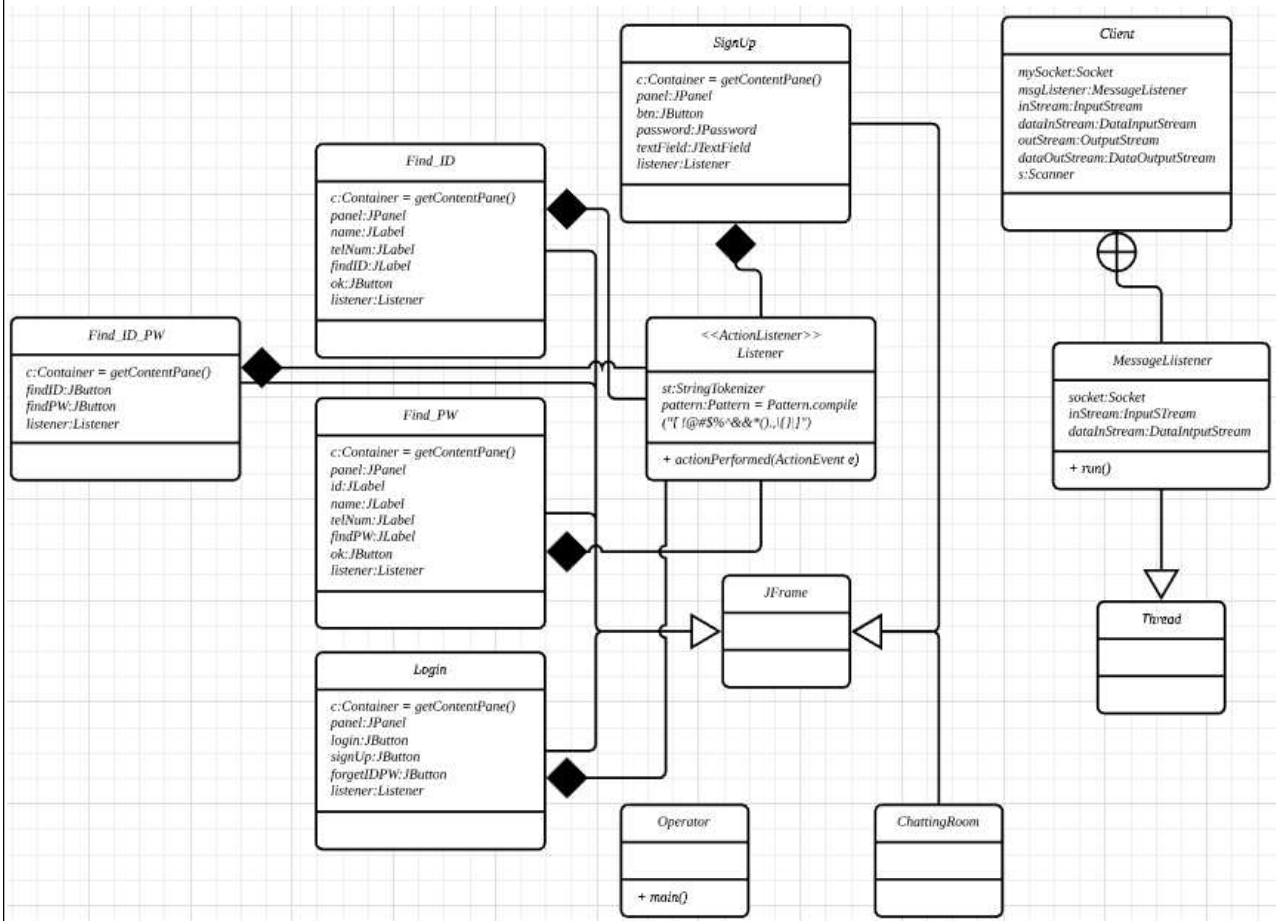 SignUp
c:Container = getContentPane()
panel:JPanel
btn:JButton
password:JPassword
textField:JTextField
listener:Listener
Client
mySocket:Socket
msgListener:MessageListener
inStream:InputStream
dataInStream:DataInputStream
outStream:OutputStream
dataOutStream:DataOutputStream
s:Scanner
Find_ID
c:Container = getContentPane()
panel:JPanel
name:JLabel
telNum:JLabel
findID:JLabel
ok:JButton
listener:Listener
Find_ID_PW
c:Container = getContentPane()
findID:JButton
findPW:JButton
listener:Listener
<<ActionListener>>
Listener
st:StringTokenizer
pattern:Pattern = Pattern.compile
("[ !@#$%^&&*().,\{}|]")
+ actionPerformed(ActionEvent e)
MessageLiistener
socket:Socket
inStream:InputSTream
dataInStream:DataIntputStream
+ run()
Find_PW
c:Container = getContentPane()
panel:JPanel
id:JLabel
name:JLabel
telNum:JLabel
findPW:JLabel
ok:JButton
listener:Listener
JFrame
Thread
Login
c:Container = getContentPane()
panel:JPanel
login:JButton
signUp:JButton
forgetIDPW:JButton
listener:Listener
Operator
+ main()
ChattingRoom